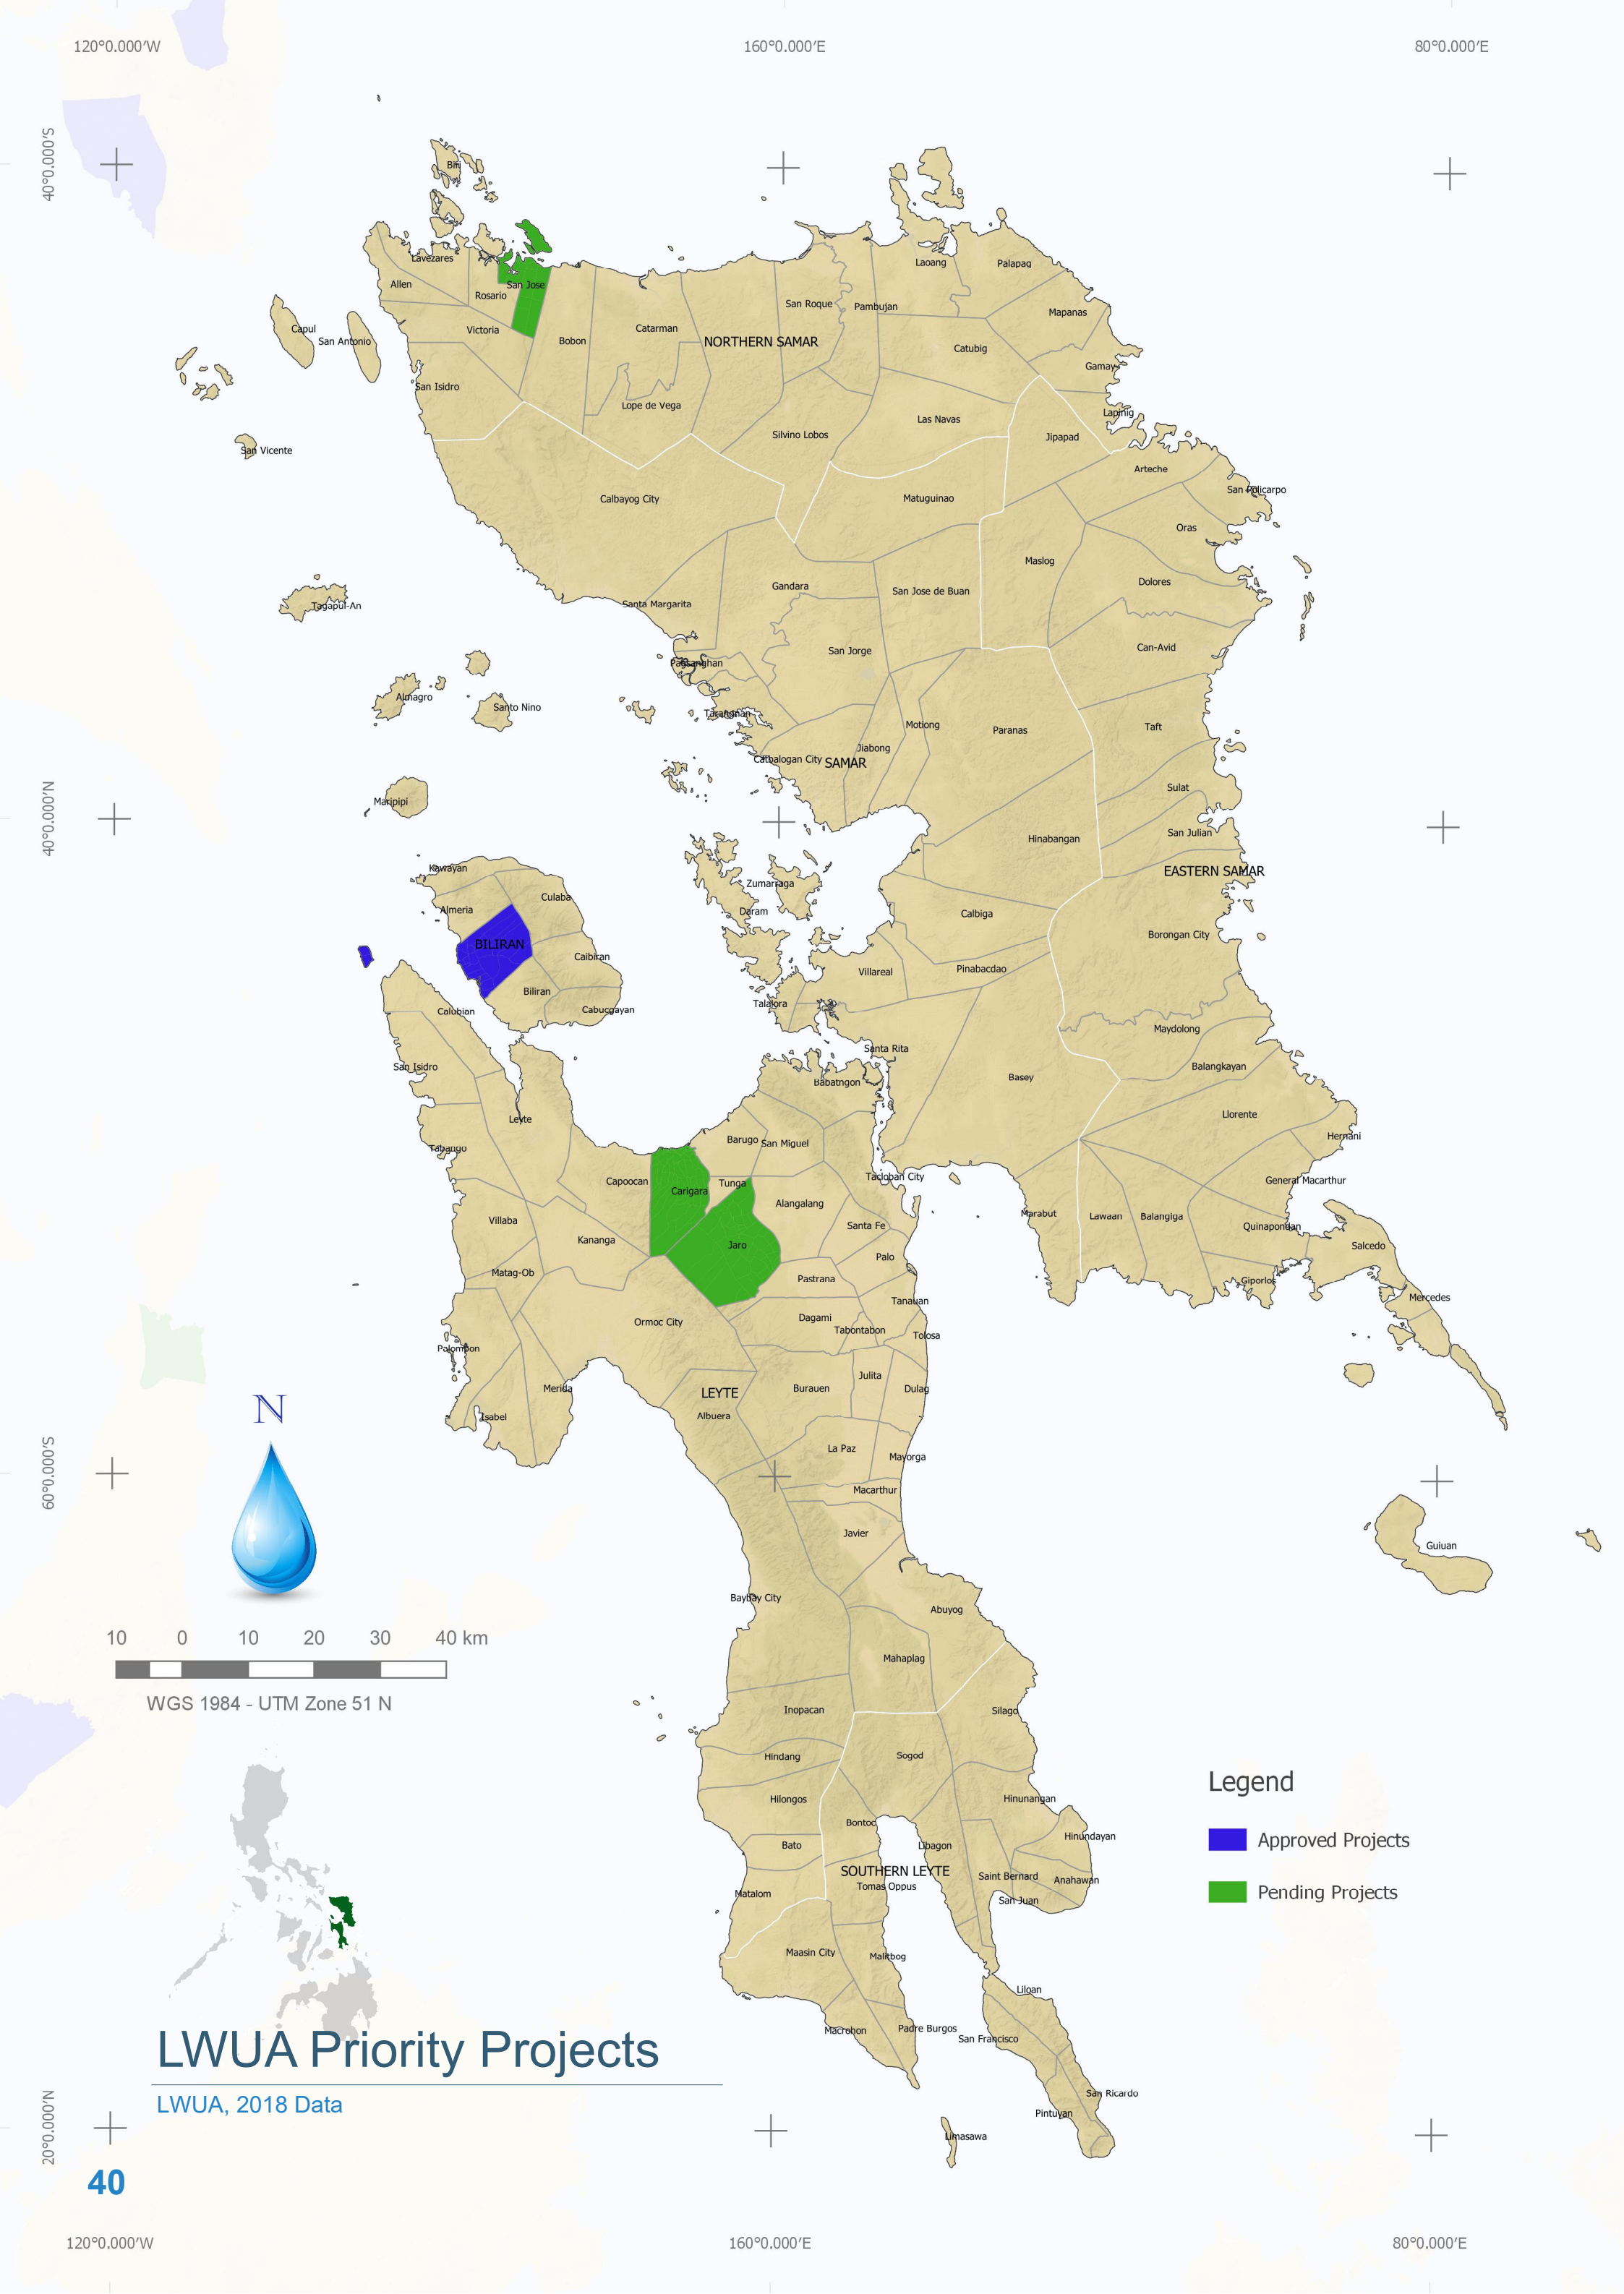 120°0.000'W 160°0.000'E 80°0.000'E
40°0.000'S
Biri
Lavezares
Laoang
Palapag
Allen
San Jose
Rosario
San Roque
Pambujan
Mapanas
Capul
San Antonio
Victoria
Bobon
Catarman
NORTHERN SAMAR
Catubig
Gamay
San Isidro
Lope de Vega
Lapinig
Las Navas
Silvino Lobos
Jipapad
San Vicente
Arteche
San Policarpo
Calbayog City
Matuguinao
Oras
Maslog
Dolores
Gandara
San Jose de Buan
Tagapul-An
Santa Margarita
Can-Avid
San Jorge
Pagsanghan
Almagro
Santo Nino
Tarangnan
Motiong
Paranas
Taft
Jiabong
Catbalogan City
SAMAR
40°0.000'N
Sulat
Maripipi
San Julian
Hinabangan
Kawayan
EASTERN SAMAR
Zumarraga
Culaba
Almeria
Daram
Calbiga
Borongan City
BILIRAN
Caibiran
Villareal
Pinabacdao
Biliran
Talalora
Calubian
Cabucgayan
Maydolong
Santa Rita
San Isidro
Balangkayan
Basey
Babatngon
Leyte
Llorente
Hernani
Barugo
San Miguel
Tabango
Tacloban City
Capoocan
Tunga
General Macarthur
Carigara
Alangalang
Marabut
Lawaan
Balangiga
Villaba
Santa Fe
Quinapondan
Kananga
Jaro
Salcedo
Palo
Matag-Ob
Pastrana
Giporlos
Mercedes
Tanauan
Ormoc City
Dagami
Tabontabon
Tolosa
Palompon
Julita
Merida
LEYTE
Burauen
Dulag
Isabel
Albuera
N
La Paz
Mayorga
60°0.000'S
Macarthur
Javier
Guiuan
Baybay City
Abuyog
10 0 10 20 30 40 km
WGS 1984 - UTM Zone 51 N
Mahaplag
Inopacan
Silago
Hindang
Sogod
Legend
Hilongos
Hinunangan
Bontoc
Hinundayan
Approved Projects
Bato
Libagon
SOUTHERN LEYTE
Saint Bernard
Anahawan
Tomas Oppus
Matalom
San Juan
Pending Projects
Maasin City
Malitbog
Liloan
Macrohon
Padre Burgos
San Francisco
LWUA Priority Projects
LWUA, 2018 Data
San Ricardo
Pintuyan
Limasawa
20°0.000'N
40
120°0.000'W 160°0.000'E 80°0.000'E